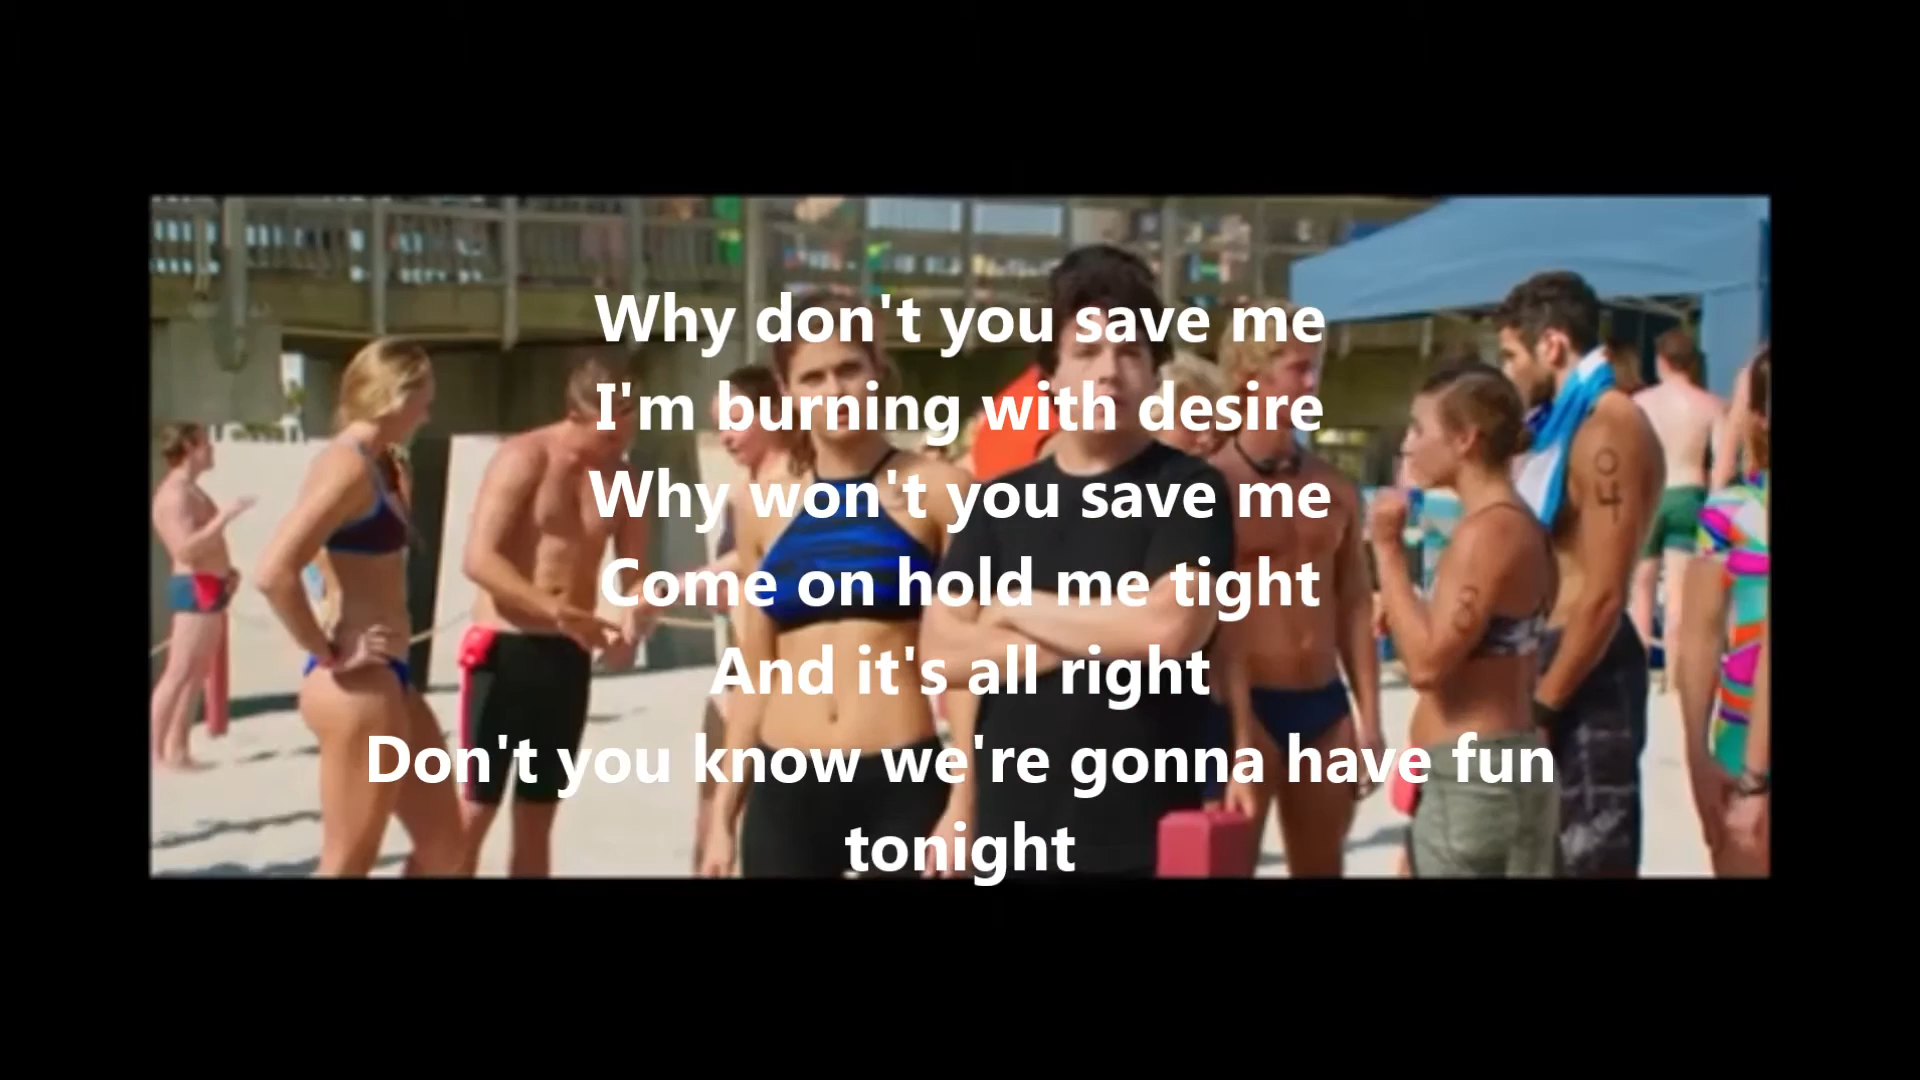 Why don't you save me
I'm burning with desire
Why won't you save me
Come on hold me tight
And it's all right
Don't you know we're gonna have fun
tonight
04